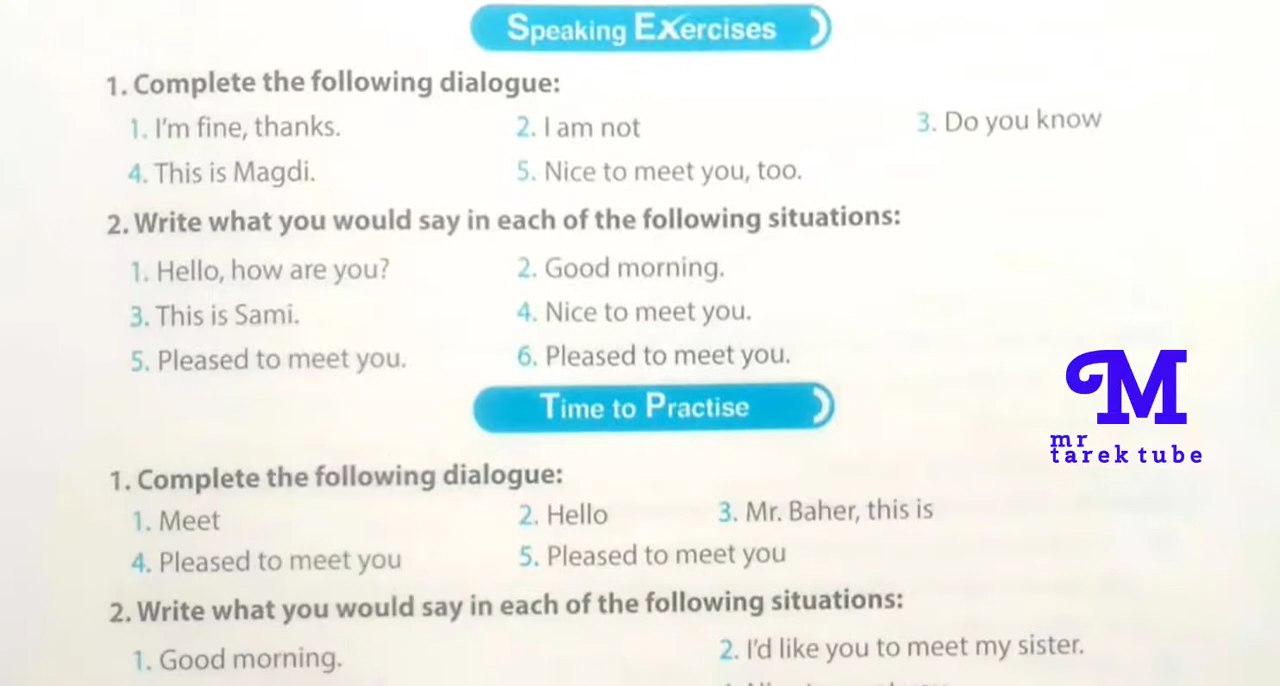 Speaking Exercises
1. Complete the following dialogue:
1. I'm fine, thanks. 2. I am not 3. Do you know
4. This is Magdi. 5. Nice to meet you, too.
2. Write what you would say in each of the following situations:
1. Hello, how are you? 2. Good morning.
3. This is Sami. 4. Nice to meet you.
5. Pleased to meet you. 6. Pleased to meet you.
Time to Practise
M
mr
tarek tube
1. Complete the following dialogue:
1. Meet 2. Hello 3. Mr. Baher, this is
4. Pleased to meet you 5. Pleased to meet you
2. Write what you would say in each of the following situations:
1. Good morning. 2. I'd like you to meet my sister.